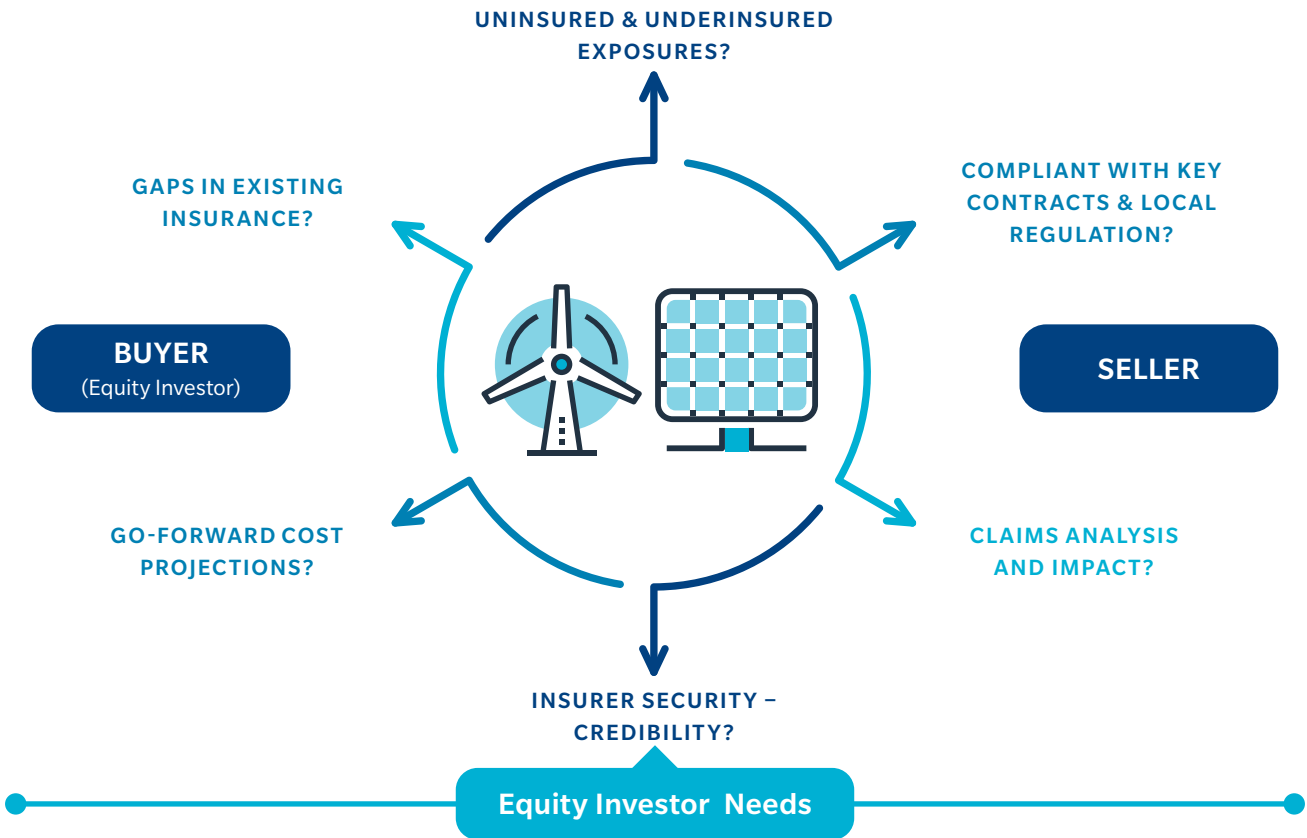 UNINSURED & UNDERINSURED
EXPOSURES?
GAPS IN EXISTING
INSURANCE?
COMPLIANT WITH KEY
CONTRACTS & LOCAL
REGULATION?
BUYER
(Equity Investor)
SELLER
GO-FORWARD COST
PROJECTIONS?
CLAIMS ANALYSIS
AND IMPACT?
INSURER SECURITY –
CREDIBILITY?
Equity Investor Needs